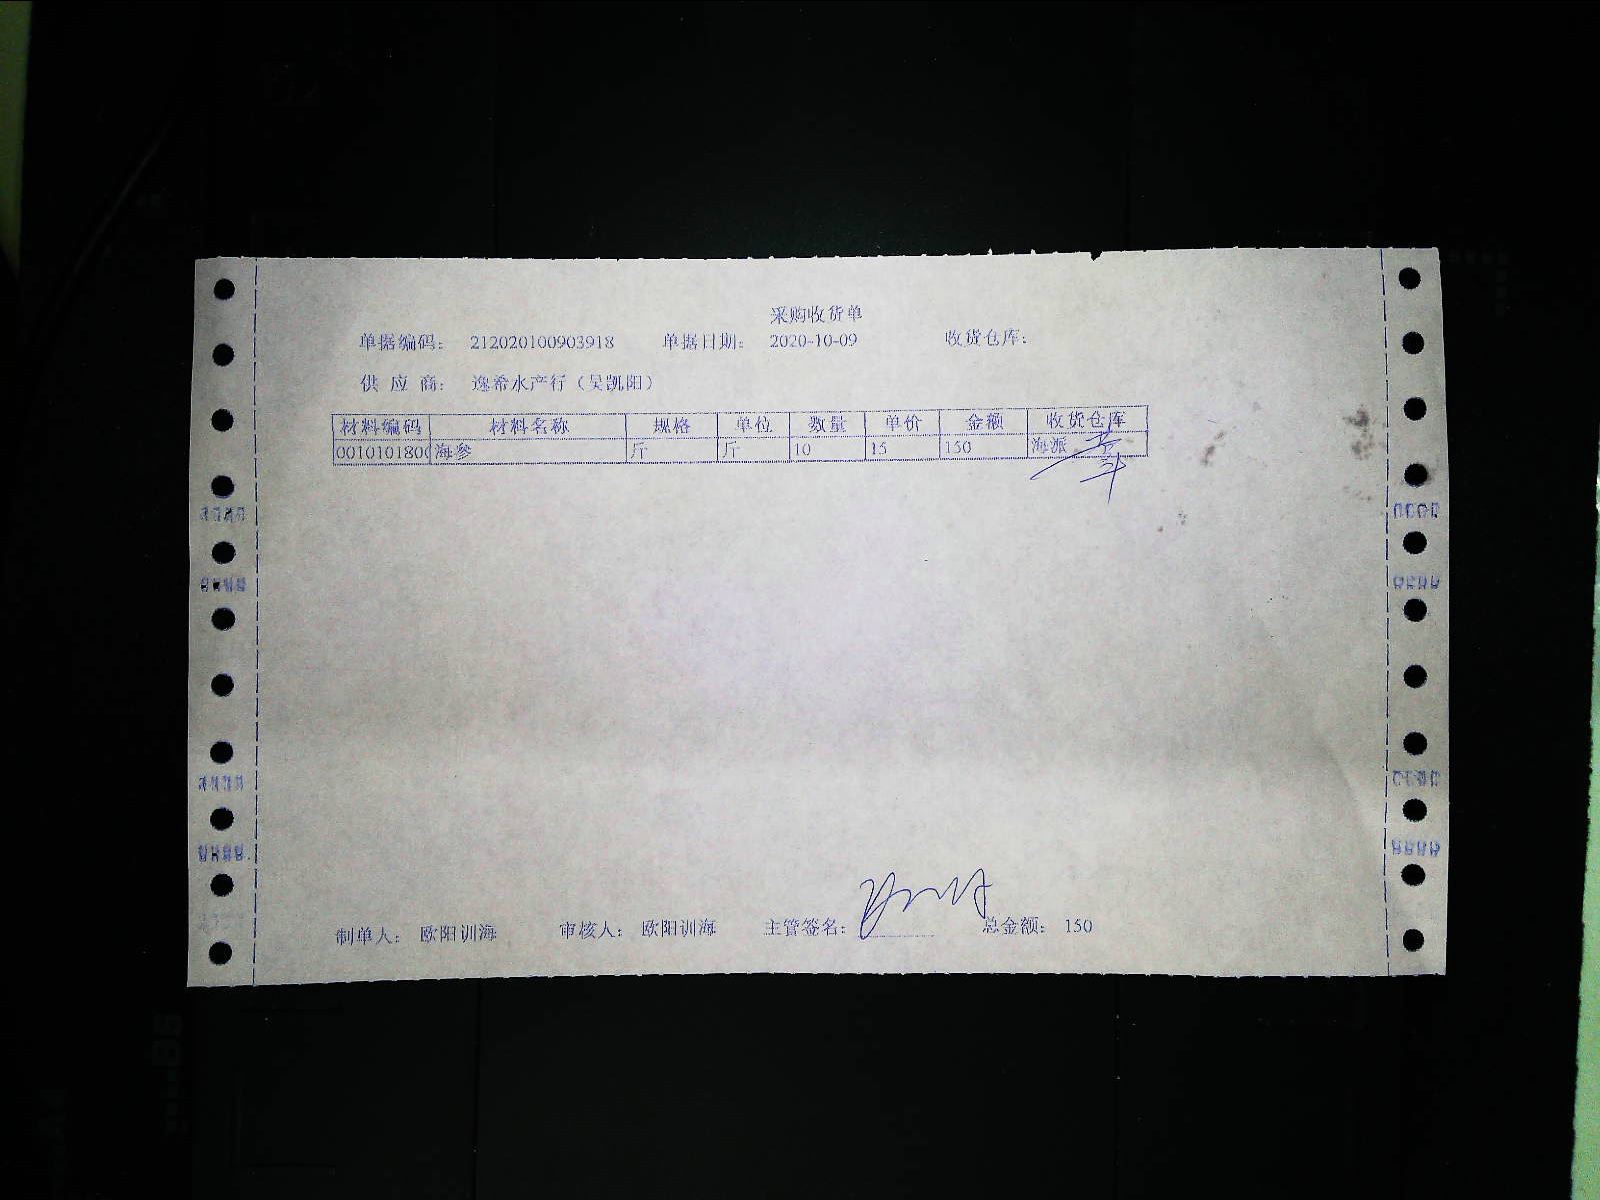 采购收货单
单据编码： 212020100903918 单据日期： 2020-10-09 收货仓库：
供 应 商： 逸希水产行（吴凯阳）
材料编码 材料名称 规格 单位 数量 单价 金额 收货仓库
0010101800 海参 斤 斤 10 15 150 海派
制单人： 欧阳训海 审核人： 欧阳训海 主管签名： 总金额： 150